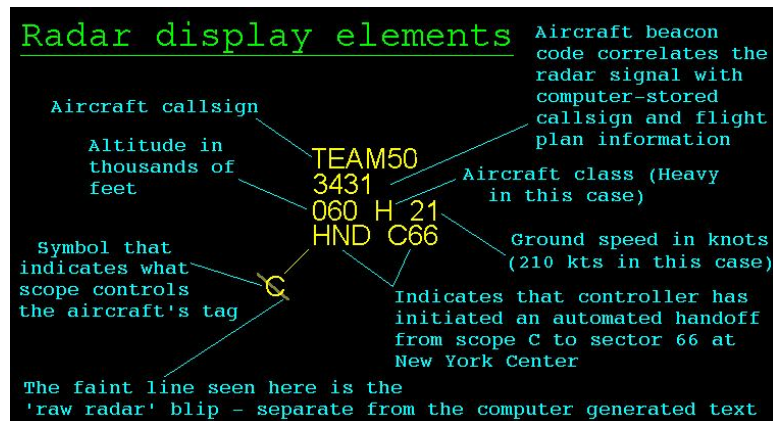 Radar display elements
Aircraft beacon
code correlates the
radar signal with
computer-stored
callsign and flight
plan information
Aircraft callsign
Altitude in
thousands of
feet
TEAM50
3431
060 H 21
HND C66
Aircraft class (Heavy
in this case)
Ground speed in knots
(210 kts in this case)
Symbol that
indicates what
scope controls
the aircraft's tag
C
Indicates that controller has
initiated an automated handoff
from scope C to sector 66 at
New York Center
The faint line seen here is the
'raw radar' blip - separate from the computer generated text